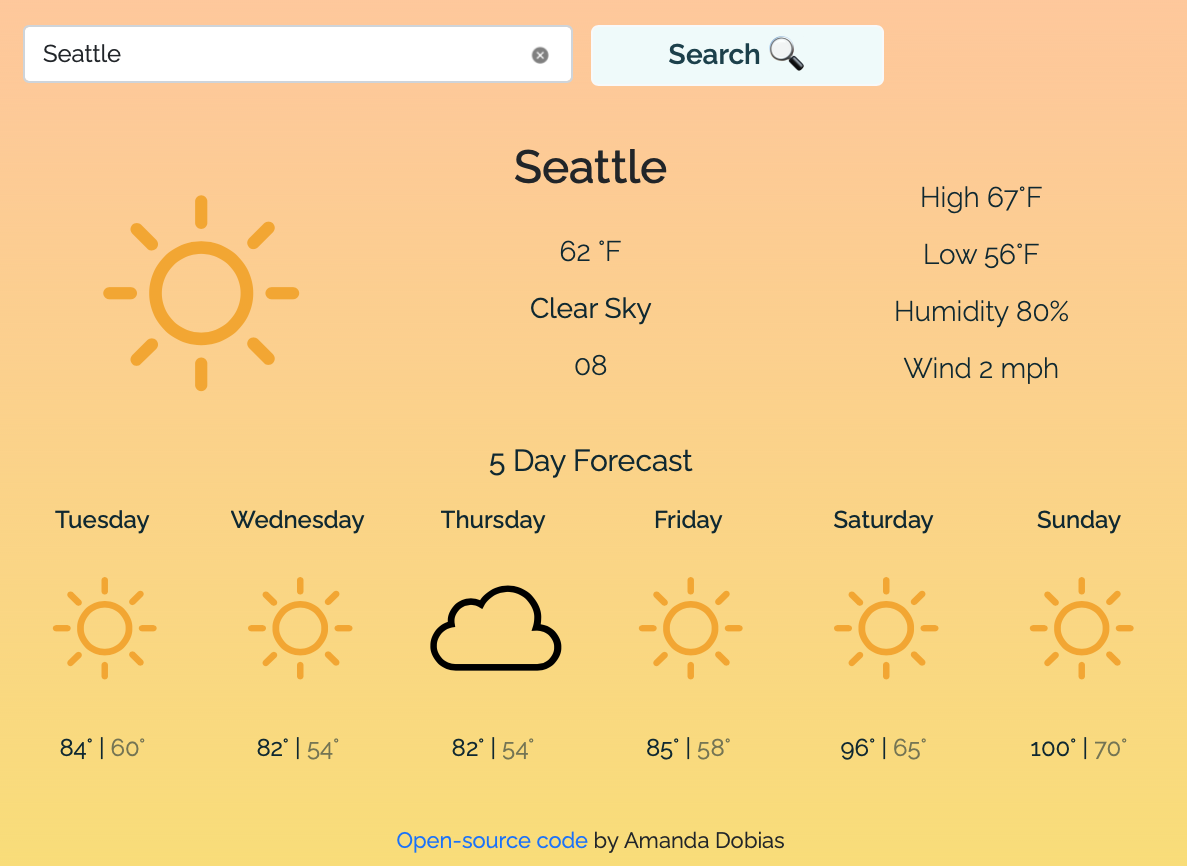 Seattle
Search
Seattle
62 °F
Clear Sky
08
High 67°F
Low 56°F
Humidity 80%
Wind 2 mph
5 Day Forecast
Tuesday Wednesday Thursday Friday Saturday Sunday
84° | 60° 82° | 54° 82° | 54° 85° | 58° 96° | 65° 100° | 70°
Open-source code by Amanda Dobias